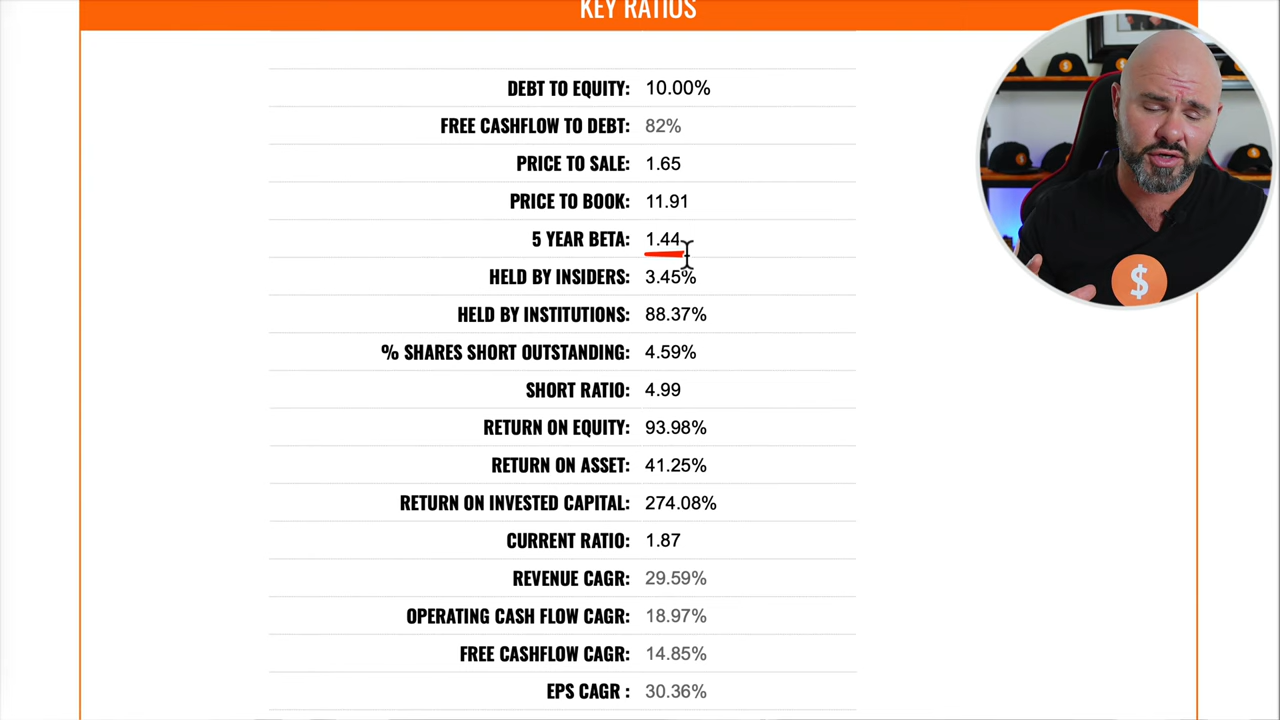 KEY RATIOS
DEBT TO EQUITY: 10.00%
FREE CASHFLOW TO DEBT: 82%
PRICE TO SALE: 1.65
PRICE TO BOOK: 11.91
5 YEAR BETA: 1.44
HELD BY INSIDERS: 3.45%
HELD BY INSTITUTIONS: 88.37%
% SHARES SHORT OUTSTANDING: 4.59%
SHORT RATIO: 4.99
RETURN ON EQUITY: 93.98%
RETURN ON ASSET: 41.25%
RETURN ON INVESTED CAPITAL: 274.08%
CURRENT RATIO: 1.87
REVENUE CAGR: 29.59%
OPERATING CASH FLOW CAGR: 18.97%
FREE CASHFLOW CAGR: 14.85%
EPS CAGR : 30.36%
$